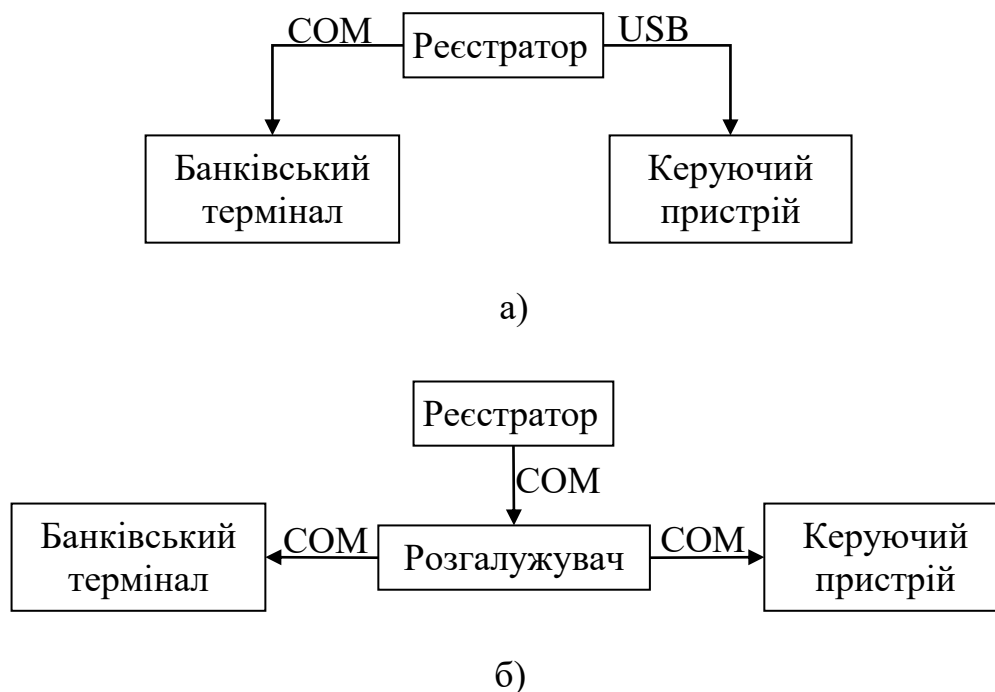 COM
Реєстратор
USB
Банківський
термінал
Керуючий
пристрій
а)
Реєстратор
COM
Банківський
термінал
COM
Розгалужувач
COM
Керуючий
пристрій
б)